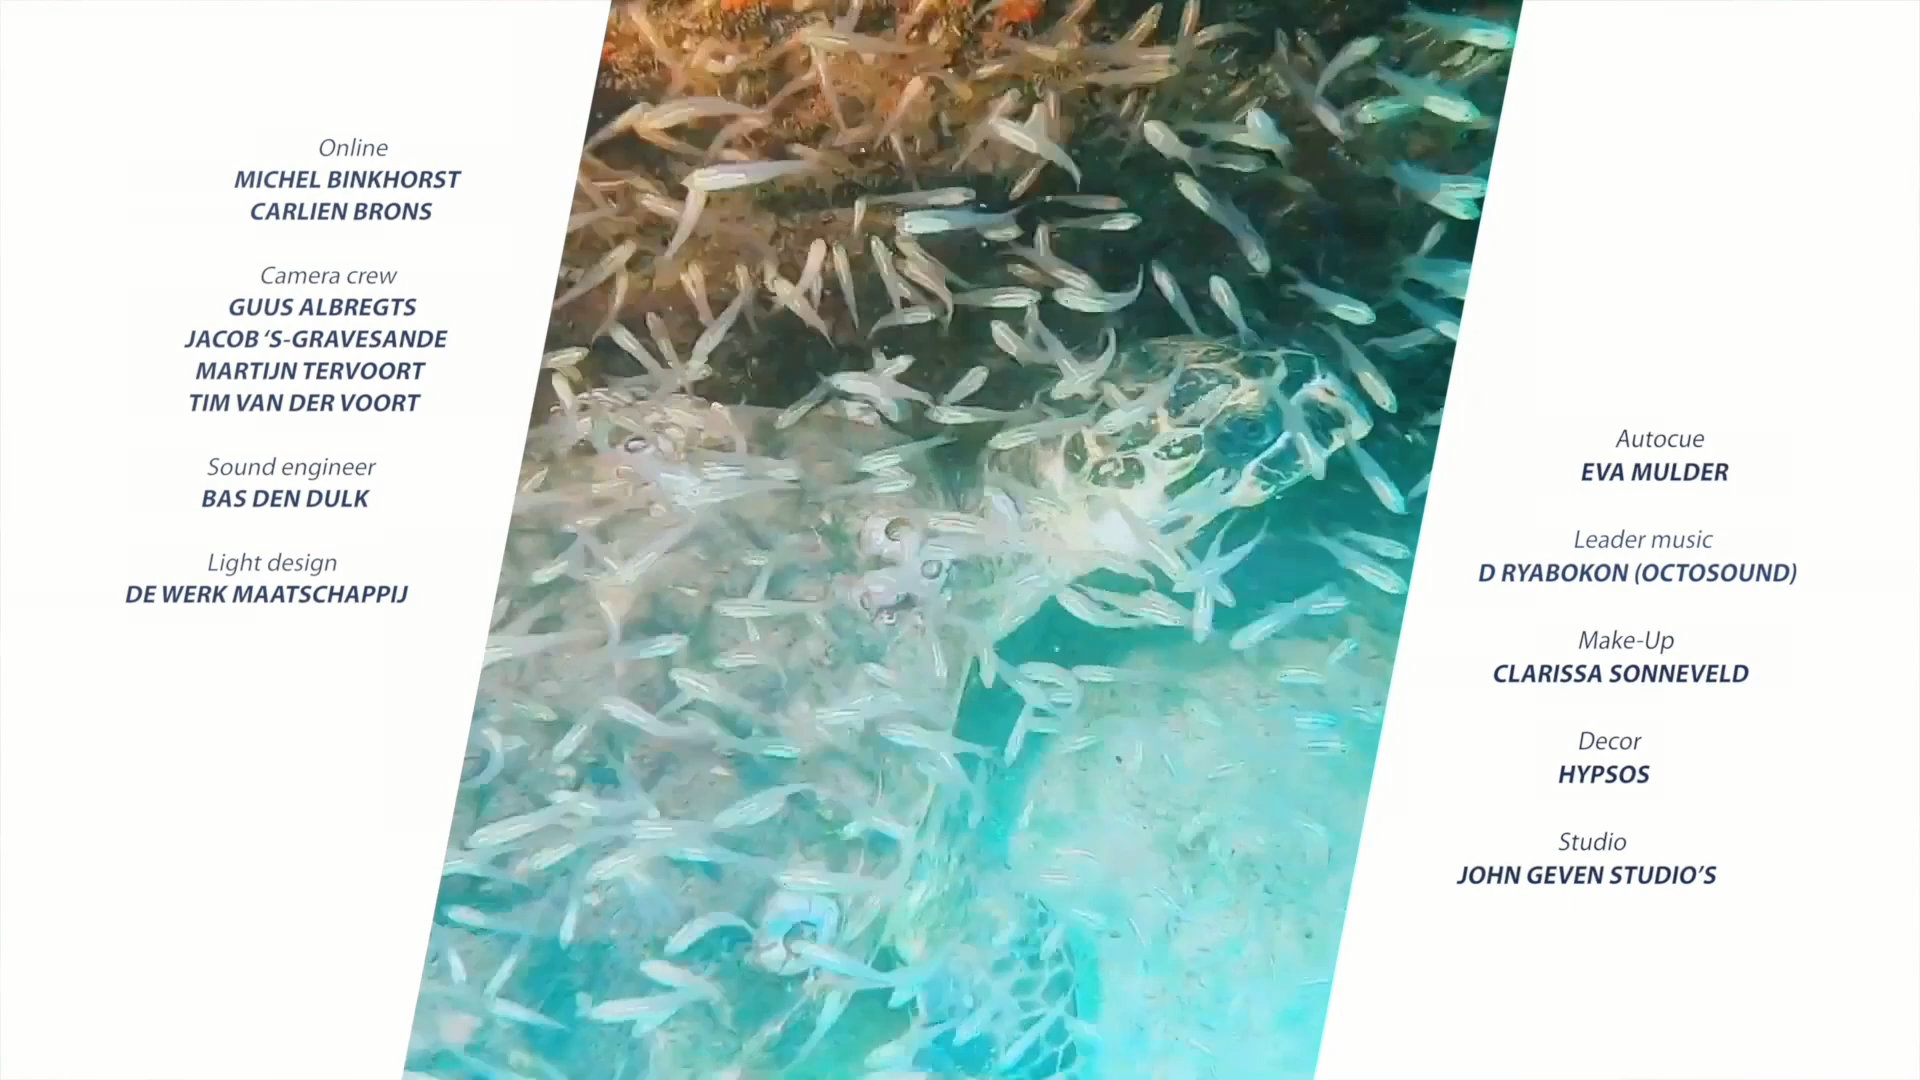 Online
MICHEL BINKHORST
CARLIEN BRONS
Camera crew
GUUS ALBREGTS
JACOB ‘S-GRAVESANDE
MARTIJN TERVOORT
TIM VAN DER VOORT
Sound engineer
BAS DEN DULK
Light design
DE WERK MAATSCHAPPIJ
Autocue
EVA MULDER
Leader music
D RYABOKON (OCTOSOUND)
Make-Up
CLARISSA SONNEVELD
Decor
HYPSOS
Studio
JOHN GEVEN STUDIO’S